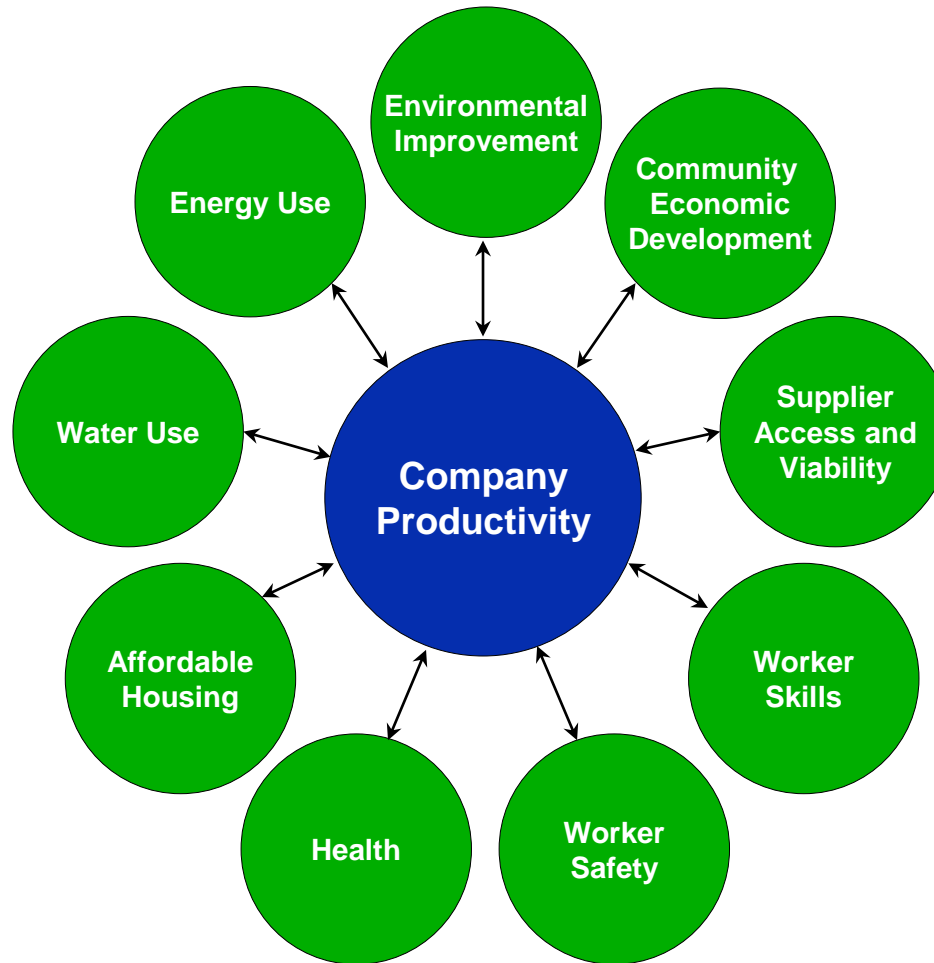 Environmental
Improvement
Community
Economic
Development
Energy Use
Supplier
Access and
Viability
Water Use
Company
Productivity
Affordable
Housing
Worker
Skills
Health
Worker
Safety